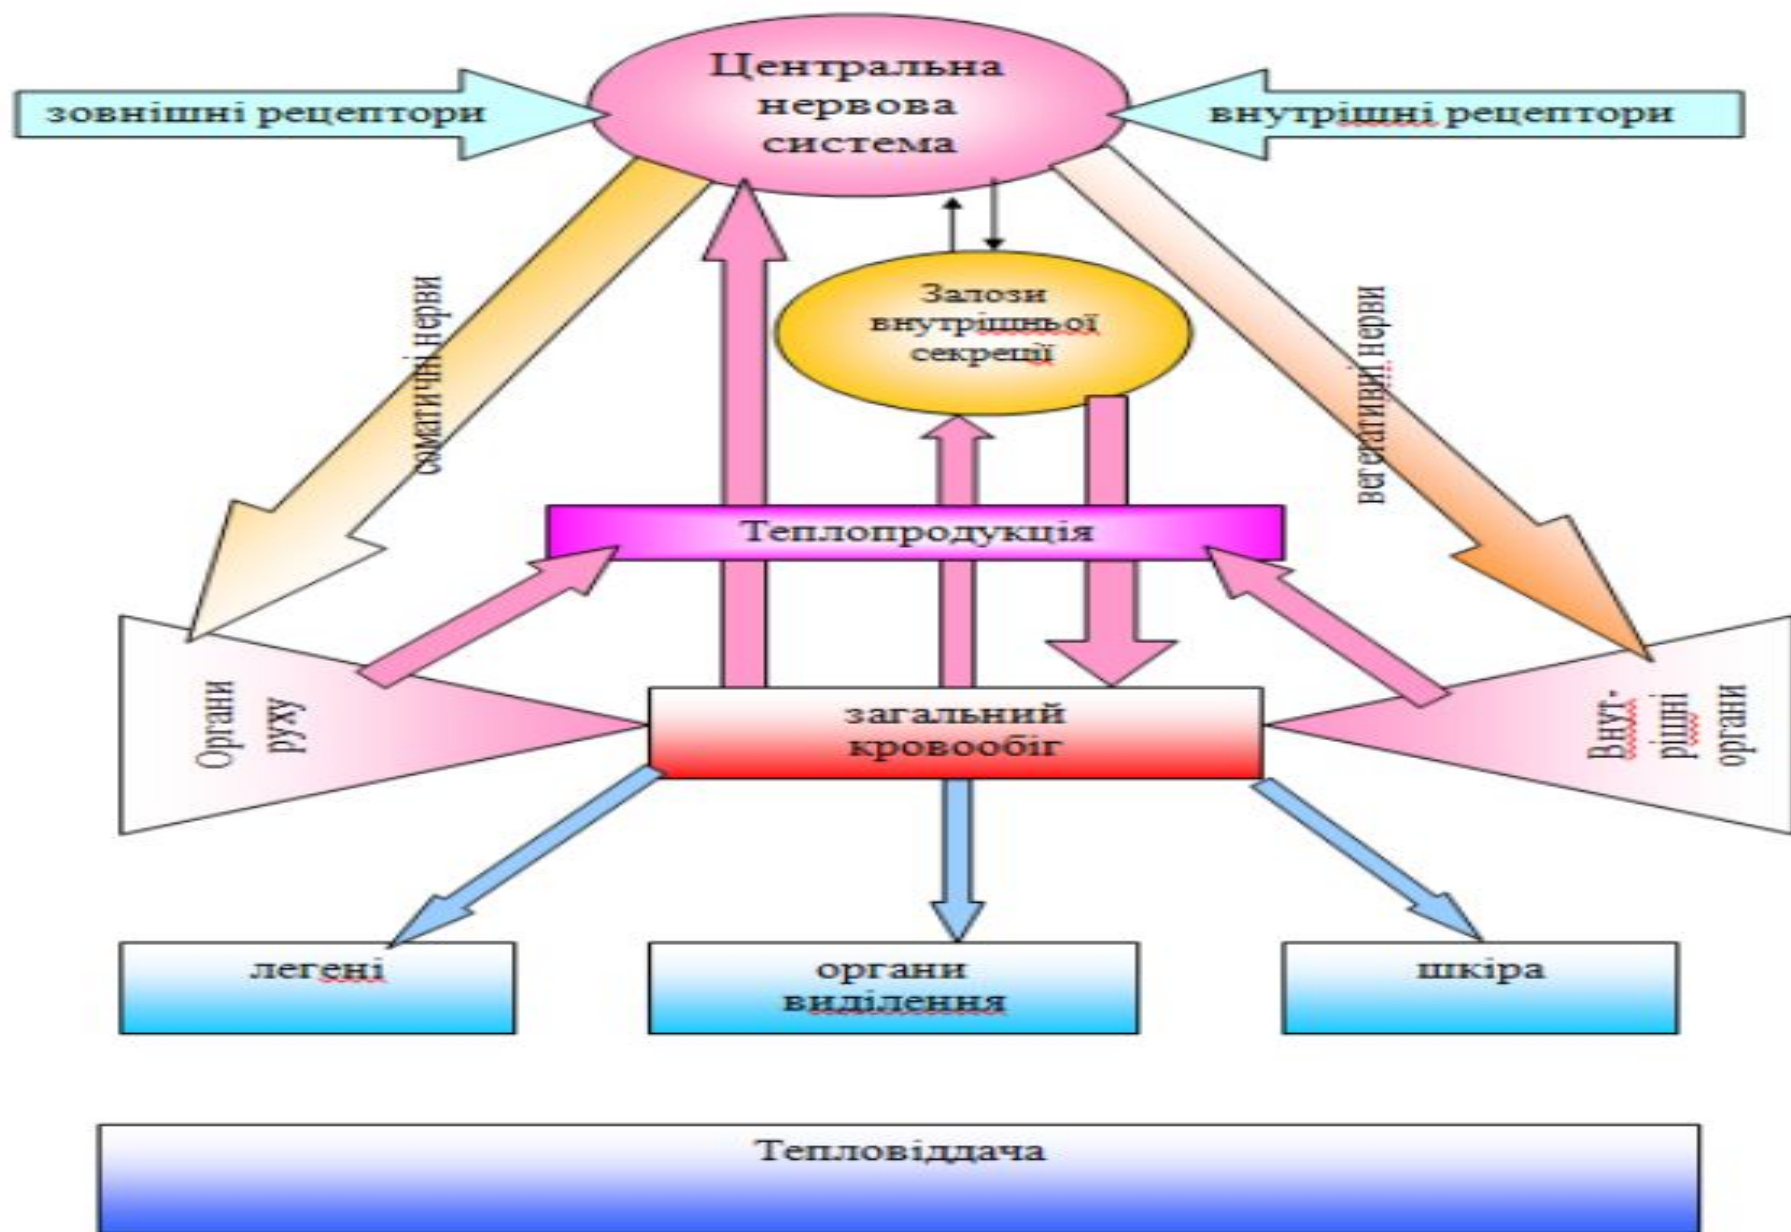 Центральна
нервова
система
зовнішні рецептори
внутрішні рецептори
соматичні нерви
Залози
внутрішньої
секреції
вегетативні нерви
Теплопродукція
Органи
руху
загальний
кровообіг
Внут-
рішні
органи
легені
органи
виділення
шкіра
Тепловіддача